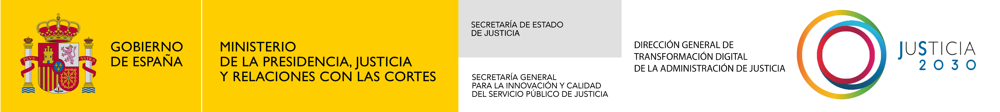 PLVS VLTRA
GOBIERNO
DE ESPAÑA
MINISTERIO
DE LA PRESIDENCIA, JUSTICIA
Y RELACIONES CON LAS CORTES
SECRETARÍA DE ESTADO
DE JUSTICIA
SECRETARÍA GENERAL
PARA LA INNOVACIÓN Y CALIDAD
DEL SERVICIO PÚBLICO DE JUSTICIA
DIRECCIÓN GENERAL DE
TRANSFORMACIÓN DIGITAL
DE LA ADMINISTRACIÓN DE JUSTICIA
JUSTICIA
2030